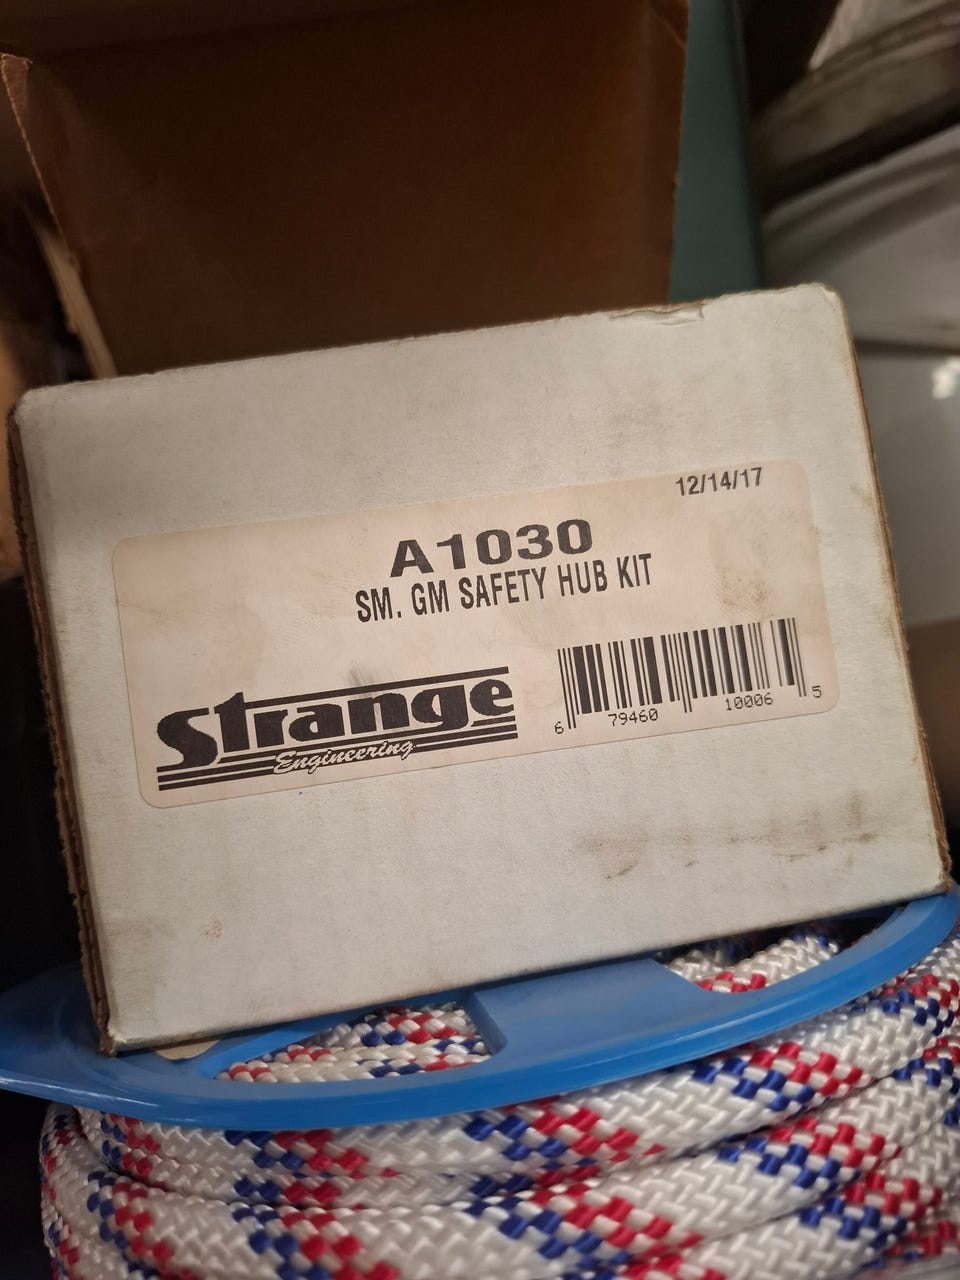 12/14/17
A1030
SM. GM SAFETY HUB KIT
Strange
Engineering
6 79460 10006 5